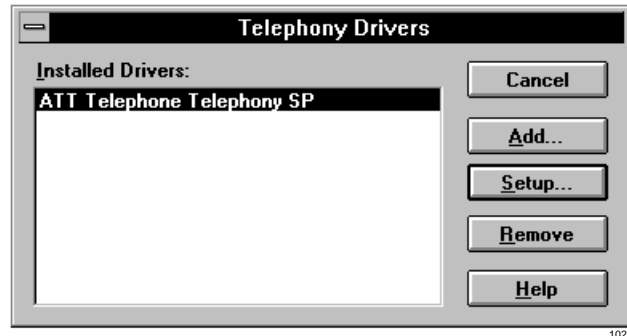 Telephony Drivers
Installed Drivers:
ATT Telephone Telephony SP
Cancel
Add...
Setup...
Remove
Help
102